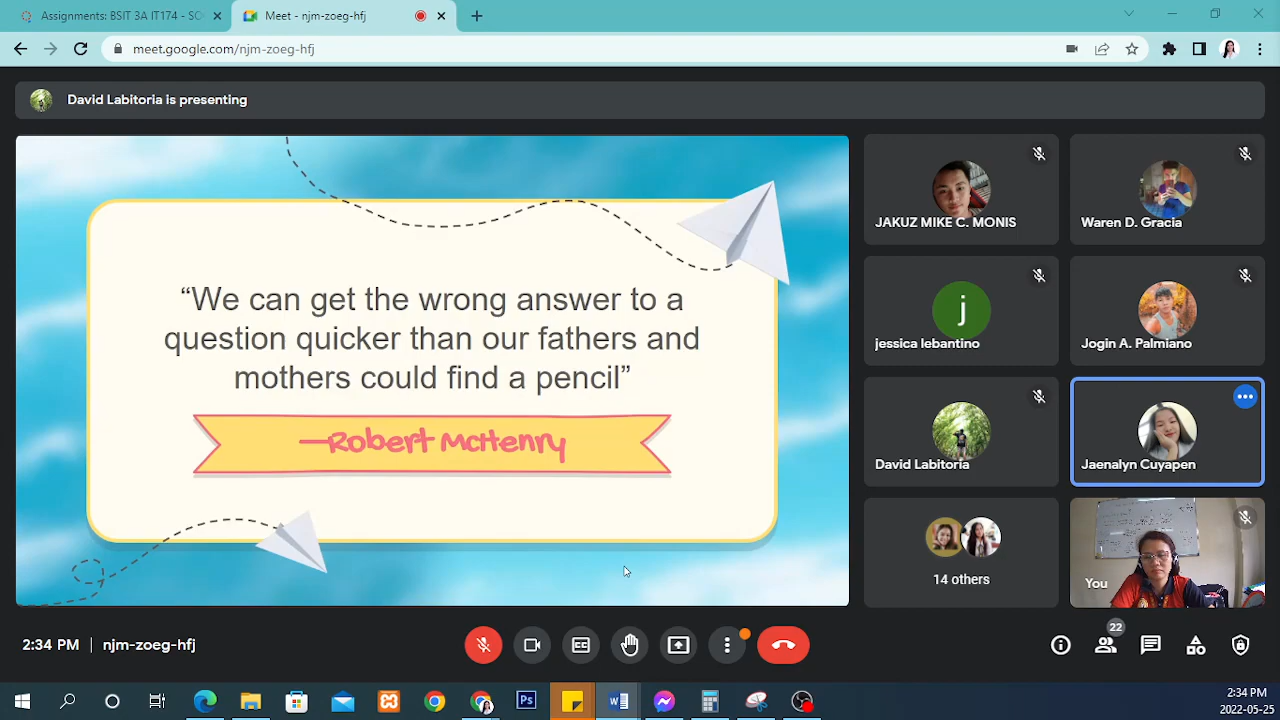 Assignments: BSIT 3A IT174 - SO
Meet - njm-zoeg-hfj
meet.google.com/njm-zoeg-hfj
David Labitoria is presenting
“We can get the wrong answer to a
question quicker than our fathers and
mothers could find a pencil”
—Robert McHenry
JAKUZ MIKE C. MONIS
Waren D. Gracia
j
jessica lebantino
Jogin A. Palmiano
David Labitoria
Jaenalyn Cuyapen
14 others
You
2:34 PM | njm-zoeg-hfj
22
Ps
W
2:34 PM
2022-05-25